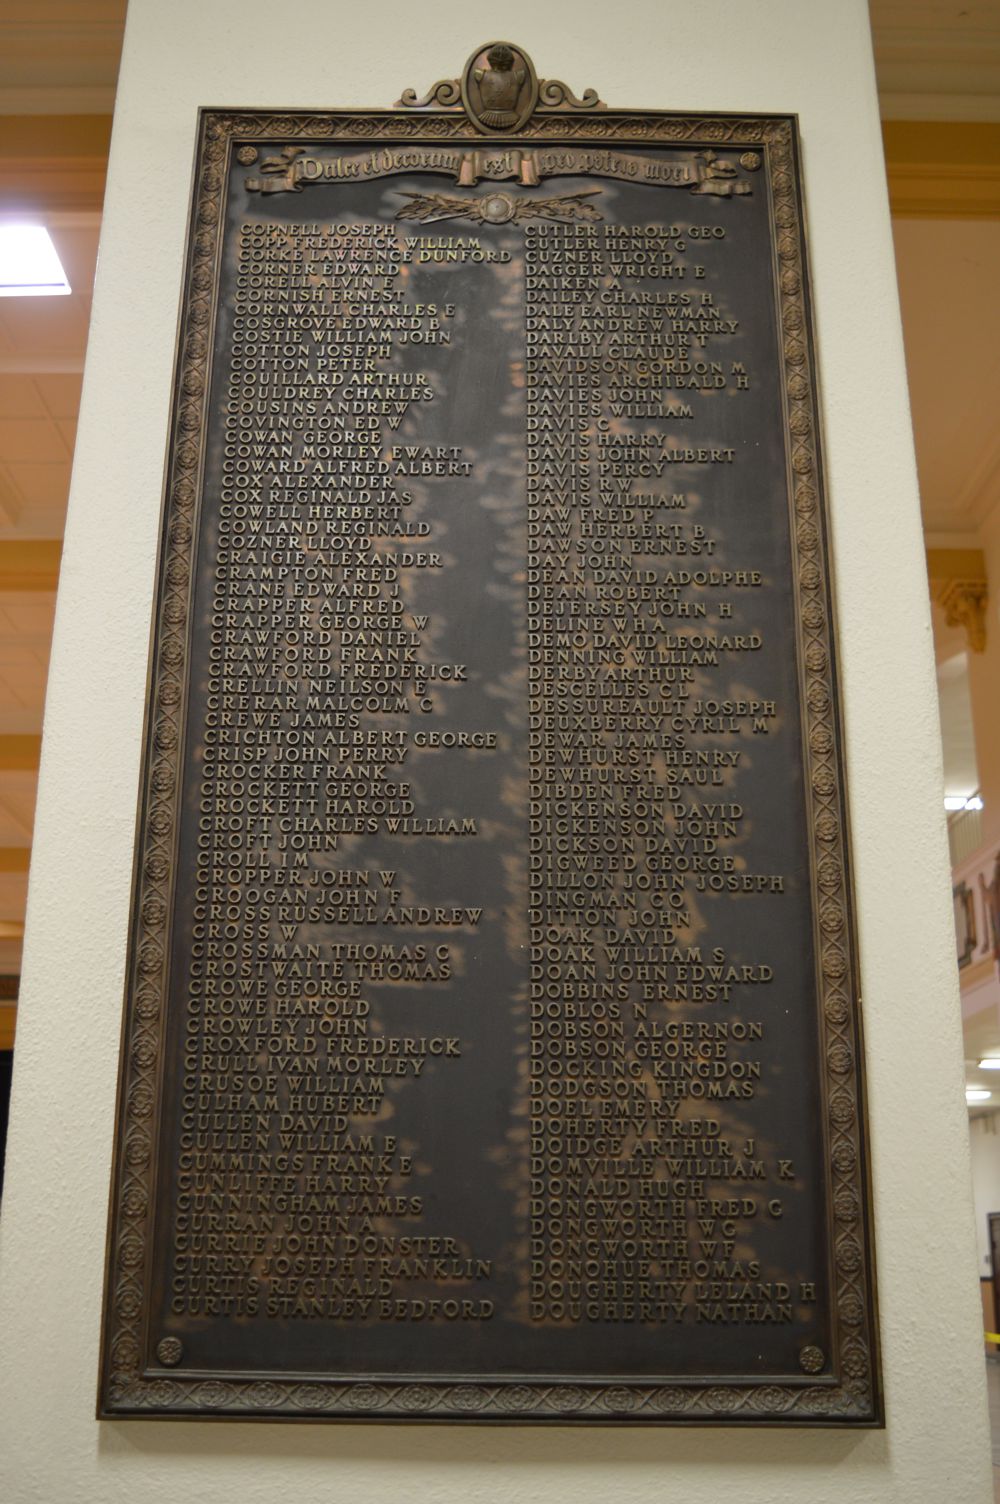 Dulce et decorum est pro patria mori
COPNELL JOSEPH
COPP FREDERICK WILLIAM
CORKE LAWRENCE DUNFORD
CORNER EDWARD
CORELL ALVIN E
CORNISH ERNEST
CORNWALL CHARLES E
COSGROVE EDWARD B
COSTIE WILLIAM JOHN
COTTON JOSEPH
COTTON PETER
COUILLARD ARTHUR
COULDREY CHARLES
COUSINS ANDREW
COVINGTON ED W
COWAN GEORGE
COWAN MORLEY EWART
COWARD ALFRED ALBERT
COX ALEXANDER
COX REGINALD JAS
COWELL HERBERT
COWLAND REGINALD
COZNER LLOYD
CRAIGIE ALEXANDER
CRAMPTON FRED
CRANE EDWARD J
CRAPPER ALFRED
CRAPPER GEORGE W
CRAWFORD DANIEL
CRAWFORD FRANK
CRAWFORD FREDERICK
CRELLIN NEILSON E
CRERAR MALCOLM C
CREWE JAMES
CRICHTON ALBERT GEORGE
CRISP JOHN PERRY
CROCKER FRANK
CROCKETT GEORGE
CROCKETT HAROLD
CROFT CHARLES WILLIAM
CROFT JOHN
CROLL I M
CROPPER JOHN W
CROGAN JAMES F
CROSS RUSSELL ANDREW
CROSS W
CROSSMAN THOMAS C
CROSTWAITE THOMAS
CROWE GEORGE
CROWE HAROLD
CROWLEY JOHN
CROXFORD FREDERICK
CRULL IVAN MORLEY
CRUSOE WILLIAM
CULHAM HUBERT
CULLEN DAVID
CULLEN WILLIAM E
CUMMINGS FRANK E
CUNLIFFE HARRY
CUNNINGHAM JAMES
CURRAN JOHN A
CURRIE JOHN DONSTER
CURRY JOSEPH FRANKLIN
CURTIS REGINALD
CURTIS STANLEY BEDFORD
CUTLER HAROLD GEO
CUTLER HENRY G
CUZNER LLOYD
DAGGER WRIGHT E
DAIKEN A
DAILEY CHARLES H
DALE EARL NEWMAN
DALY ANDREW HARRY
DARLBY ARTHUR T
DAVALL CLAUDE
DAVIDSON GORDON M
DAVIES ARCHIBALD H
DAVIES JOHN
DAVIES WILLIAM
DAVIS C
DAVIS HARRY
DAVIS JOHN ALBERT
DAVIS PERCY
DAVIS R W
DAVIS WILLIAM
DAW FRED P
DAW HERBERT B
DAWSON ERNEST
DAY JOHN
DEAN DAVID ADOLPHE
DEAN ROBERT
DEJERSEY JOHN H
DELINE WH A
DEMO DAVID LEONARD
DENNING WILLIAM
DERBY ARTHUR
DESCELLES CL
DESSUREAULT JOSEPH
DEUXBERRY CYRIL M
DEWAR JAMES
DEWHURST HENRY
DEWHURST SAUL
DIBDEN FRED
DICKENSON DAVID
DICKENSON JOHN
DICKSON DAVID
DIGWEED GEORGE
DILLON JOHN JOSEPH
DINGMAN C O
DITTON JOHN
DOAK DAVID
DOAK WILLIAM S
DOAN JOHN EDWARD
DOBBINS ERNEST
DOBLOS N
DOBSON ALGERNON
DOBSON GEORGE
DOCKING KINGDON
DODGSON THOMAS
DOEL EMERY
DOHERTY FRED
DOIDGE ARTHUR J
DOMVILLE WILLIAM K
DONALD HUGH
DONGWORTH FRED C
DONGWORTH W G
DONGWORTH W F
DONOHUE THOMAS
DOUGHERTY LELAND H
DOUGHERTY NATHAN